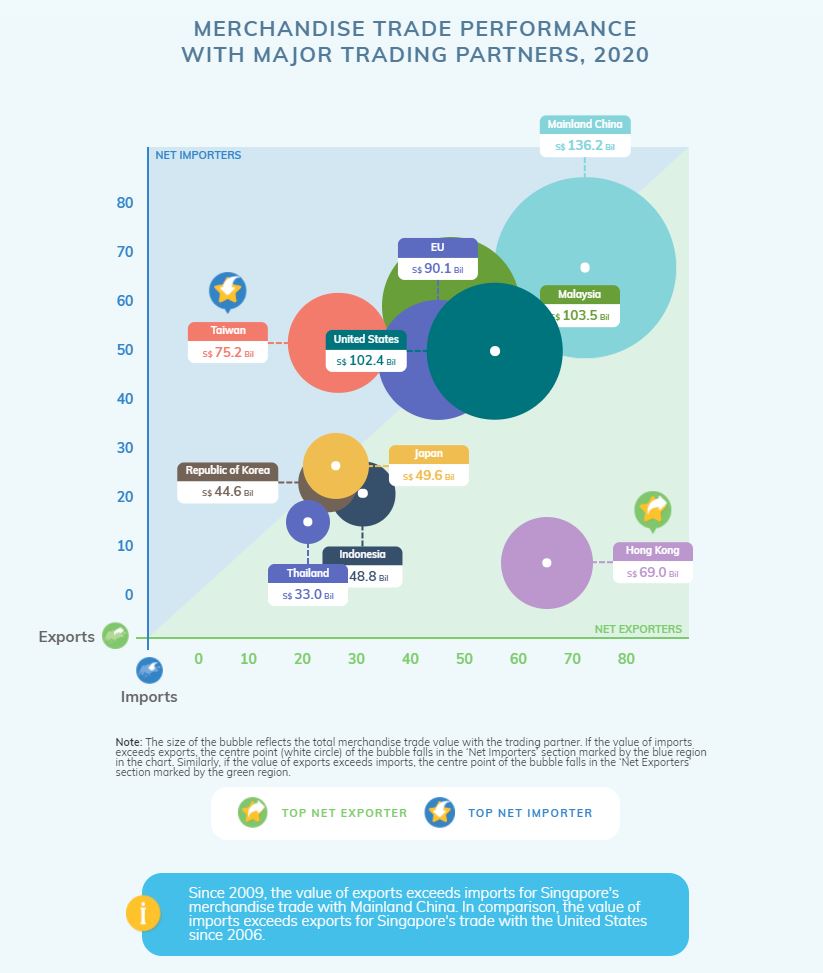 MERCHANDISE TRADE PERFORMANCE
WITH MAJOR TRADING PARTNERS, 2020
Mainland China
S$ 136.2 Bil
NET IMPORTERS
80
70
60
50
40
30
20
10
0
EU
S$ 90.1 Bil
Malaysia
S$ 103.5 Bil
Taiwan
S$ 75.2 Bil
United States
S$ 102.4 Bil
Japan
S$ 49.6 Bil
Republic of Korea
S$ 44.6 Bil
Indonesia
48.8 Bil
Thailand
S$ 33.0 Bil
Hong Kong
S$ 69.0 Bil
NET EXPORTERS
Exports
0 10 20 30 40 50 60 70 80
Imports
Note: The size of the bubble reflects the total merchandise trade value with the trading partner. If the value of imports
exceeds exports, the centre point (white circle) of the bubble falls in the 'Net Importers' section marked by the blue region
in the chart. Similarly, if the value of exports exceeds imports, the centre point of the bubble falls in the 'Net Exporters'
section marked by the green region.
TOP NET EXPORTER
TOP NET IMPORTER
i
Since 2009, the value of exports exceeds imports for Singapore's
merchandise trade with Mainland China. In comparison, the value of
imports exceeds exports for Singapore's trade with the United States
since 2006.